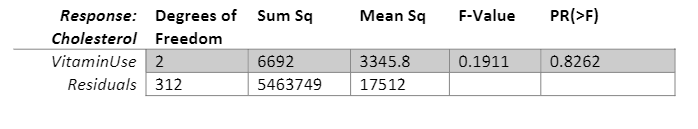 Response: Degrees of Sum Sq Mean Sq F-Value PR(>F)
Cholesterol Freedom
VitaminUse 2 6692 3345.8 0.1911 0.8262
Residuals 312 5463749 17512